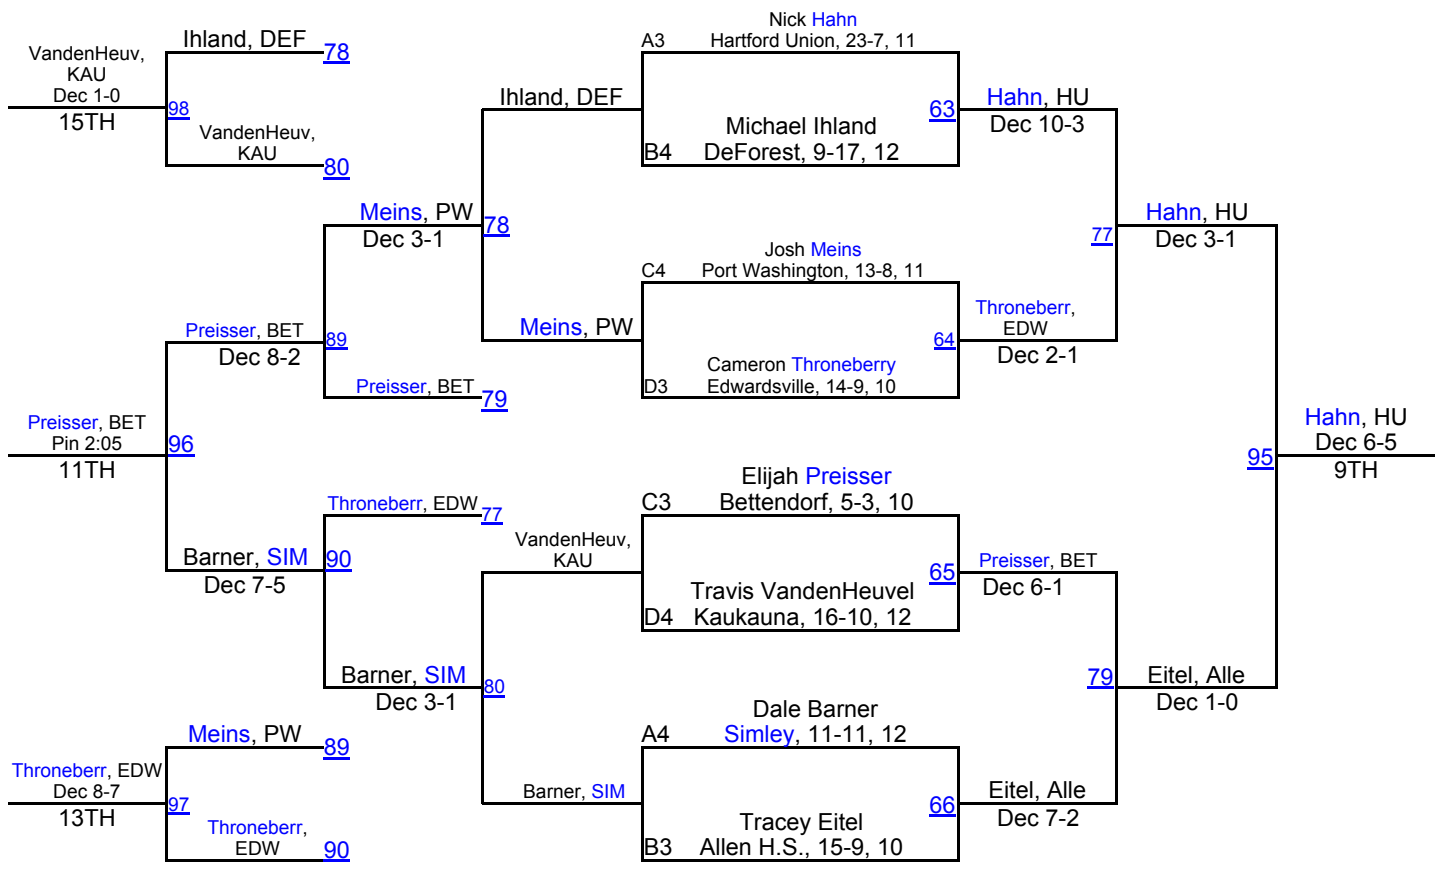 Nick Hahn
A3 Hartford Union, 23-7, 11
Ihland, DEF 78
VandenHeuv,
KAU
Dec 1-0
15TH
98
VandenHeuv,
KAU
80
Ihland, DEF
Michael Ihland
B4 DeForest, 9-17, 12
63
Hahn, HU
Dec 10-3
Meins, PW
Dec 3-1
78
Josh Meins
C4 Port Washington, 13-8, 11
77
Hahn, HU
Dec 3-1
Meins, PW
Cameron Throneberry
D3 Edwardsville, 14-9, 10
64
Throneberr,
EDW
Dec 2-1
Preisser, BET
Dec 8-2
89
Preisser, BET 79
Preisser, BET
Pin 2:05
11TH
96
95
Hahn, HU
Dec 6-5
9TH
Elijah Preisser
C3 Bettendorf, 5-3, 10
Throneberr, EDW 77
VandenHeuv,
KAU
Barner, SIM
Dec 7-5
90
Travis VandenHeuvel
D4 Kaukauna, 16-10, 12
65
Preisser, BET
Dec 6-1
Barner, SIM
Dec 3-1
80
79
Eitel, Alle
Dec 1-0
Dale Barner
A4 Simley, 11-11, 12
Meins, PW 89
Throneberr, EDW
Dec 8-7
13TH
97
Throneberr,
EDW
90
Barner, SIM
Tracey Eitel
B3 Allen H.S., 15-9, 10
66
Eitel, Alle
Dec 7-2